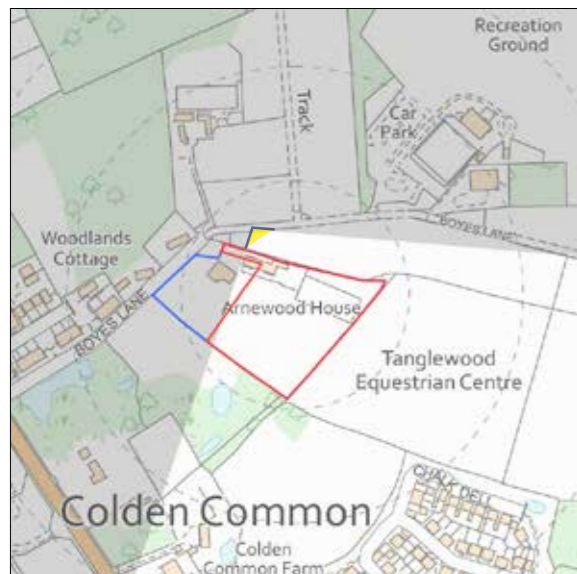 Recreation
Ground
Track
Car
Park
BOYES LANE
Woodlands
Cottage
BOYES LANE
Arnewood House
Tanglewood
Equestrian Centre
CHALK DELL
Colden Common
Colden
Common Farm